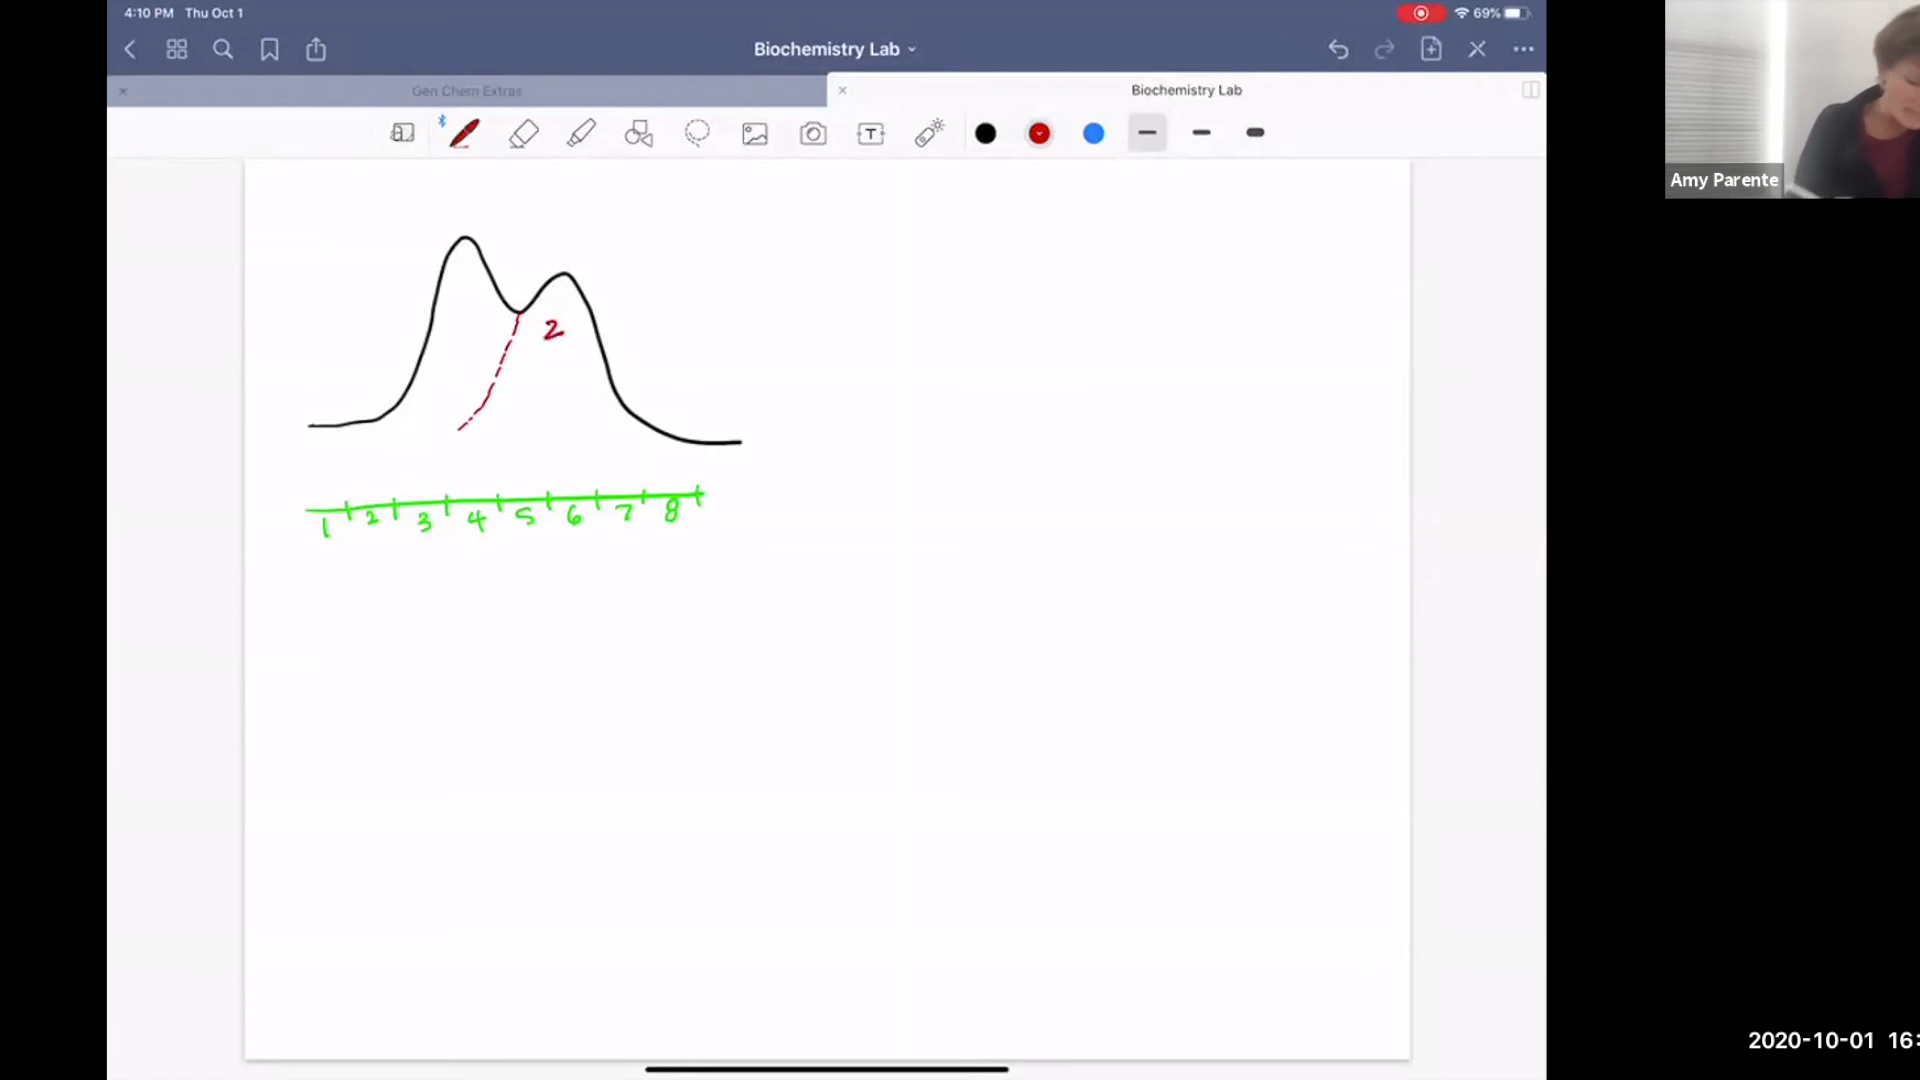 4:10 PM Thu Oct 1
69%
Biochemistry Lab
Gen Chem Extras
Biochemistry Lab
T
Amy Parente
2
1 2 3 4 5 6 7 8
2020-10-01 16: